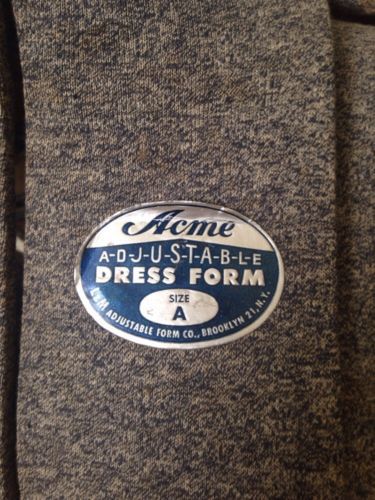 Acme
A-D-J-U-S-T-A-B-L-E
DRESS FORM
SIZE
A
ADJUSTABLE FORM CO., BROOKLYN 21, N.Y.